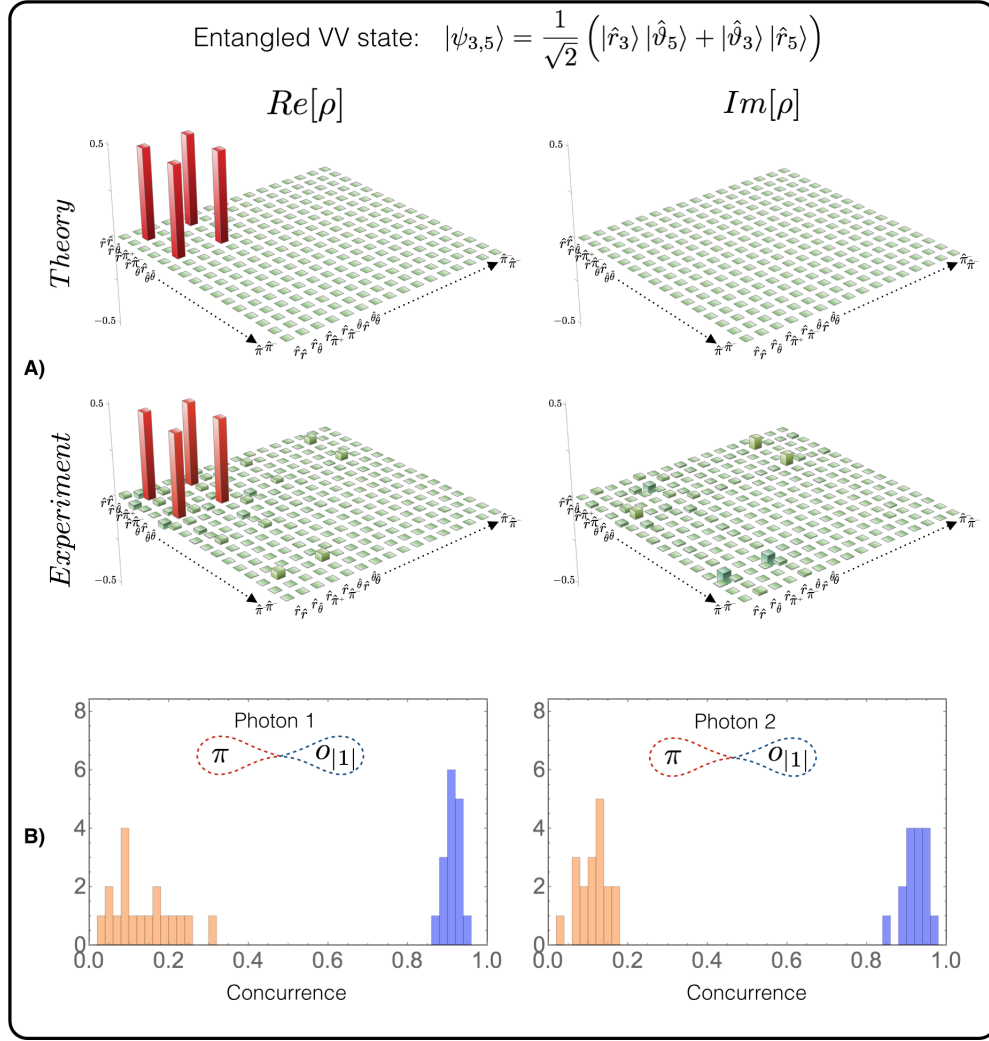 Entangled VV state: |ψ3,5⟩ = 1/√2 (|r̂3⟩ |ϑ̂5⟩ + |ϑ̂3⟩ |r̂5⟩)
Re[ρ] Im[ρ]
Theory
0.5
−0.5
r̂r̂ r̂θ̂ r̂π̂+ r̂π̂- θ̂r̂ θ̂θ̂
π̂-π̂-
r̂r̂ r̂θ̂ r̂π̂+ r̂π̂- θ̂r̂ θ̂θ̂
π̂-π̂-
0.5
−0.5
r̂r̂ r̂θ̂ r̂π̂+ r̂π̂- θ̂r̂ θ̂θ̂
π̂-π̂-
r̂r̂ r̂θ̂ r̂π̂+ r̂π̂- θ̂r̂ θ̂θ̂
π̂-π̂-
A)
Experiment
0.5
−0.5
r̂r̂ r̂θ̂ r̂π̂+ r̂π̂- θ̂r̂ θ̂θ̂
π̂-π̂-
r̂r̂ r̂θ̂ r̂π̂+ r̂π̂- θ̂r̂ θ̂θ̂
π̂-π̂-
0.5
−0.5
r̂r̂ r̂θ̂ r̂π̂+ r̂π̂- θ̂r̂ θ̂θ̂
π̂-π̂-
r̂r̂ r̂θ̂ r̂π̂+ r̂π̂- θ̂r̂ θ̂θ̂
π̂-π̂-
B)
8
6
4
2
0
Photon 1
π o|1|
0.0 0.2 0.4 0.6 0.8 1.0
Concurrence
8
6
4
2
0
Photon 2
π o|1|
0.0 0.2 0.4 0.6 0.8 1.0
Concurrence